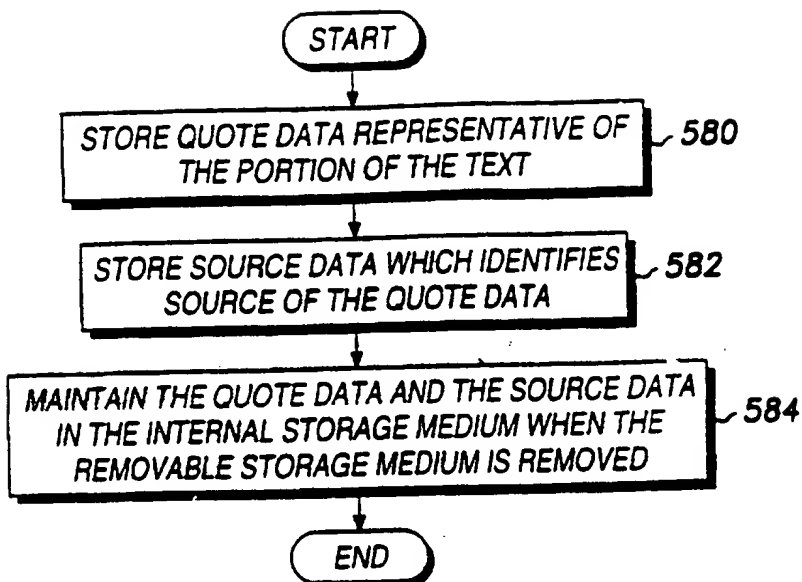 START
STORE QUOTE DATA REPRESENTATIVE OF
THE PORTION OF THE TEXT
580
STORE SOURCE DATA WHICH IDENTIFIES
SOURCE OF THE QUOTE DATA
582
MAINTAIN THE QUOTE DATA AND THE SOURCE DATA
IN THE INTERNAL STORAGE MEDIUM WHEN THE
REMOVABLE STORAGE MEDIUM IS REMOVED
584
END